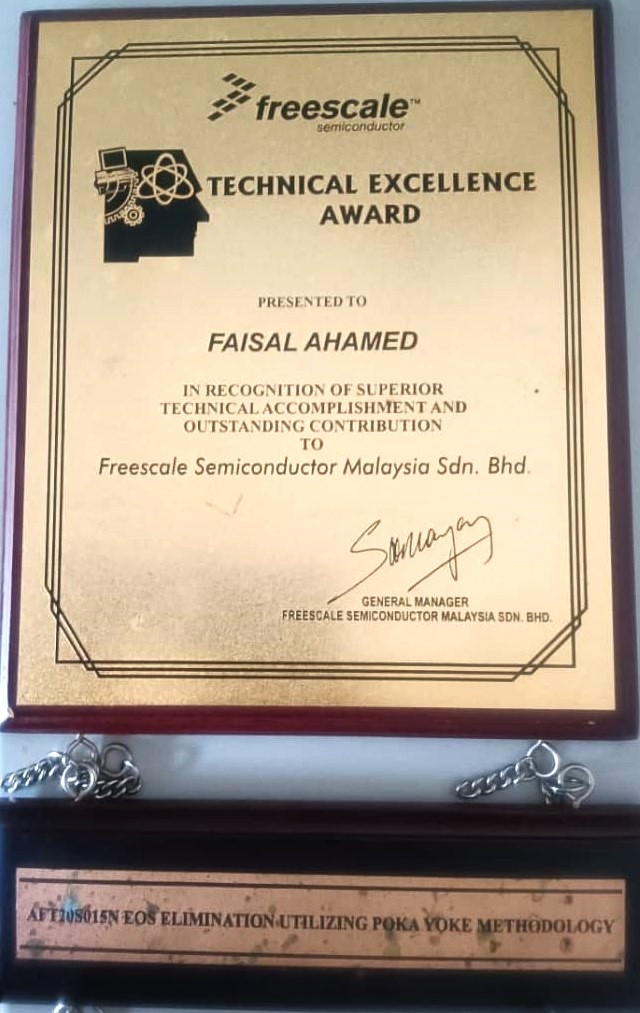 freescale™
semiconductor
TECHNICAL EXCELLENCE
AWARD
PRESENTED TO
FAISAL AHAMED
IN RECOGNITION OF SUPERIOR
TECHNICAL ACCOMPLISHMENT AND
OUTSTANDING CONTRIBUTION
TO
Freescale Semiconductor Malaysia Sdn. Bhd.
GENERAL MANAGER
FREESCALE SEMICONDUCTOR MALAYSIA SDN. BHD.
AFT20S015N EOS ELIMINATION UTILIZING POKA YOKE METHODOLOGY